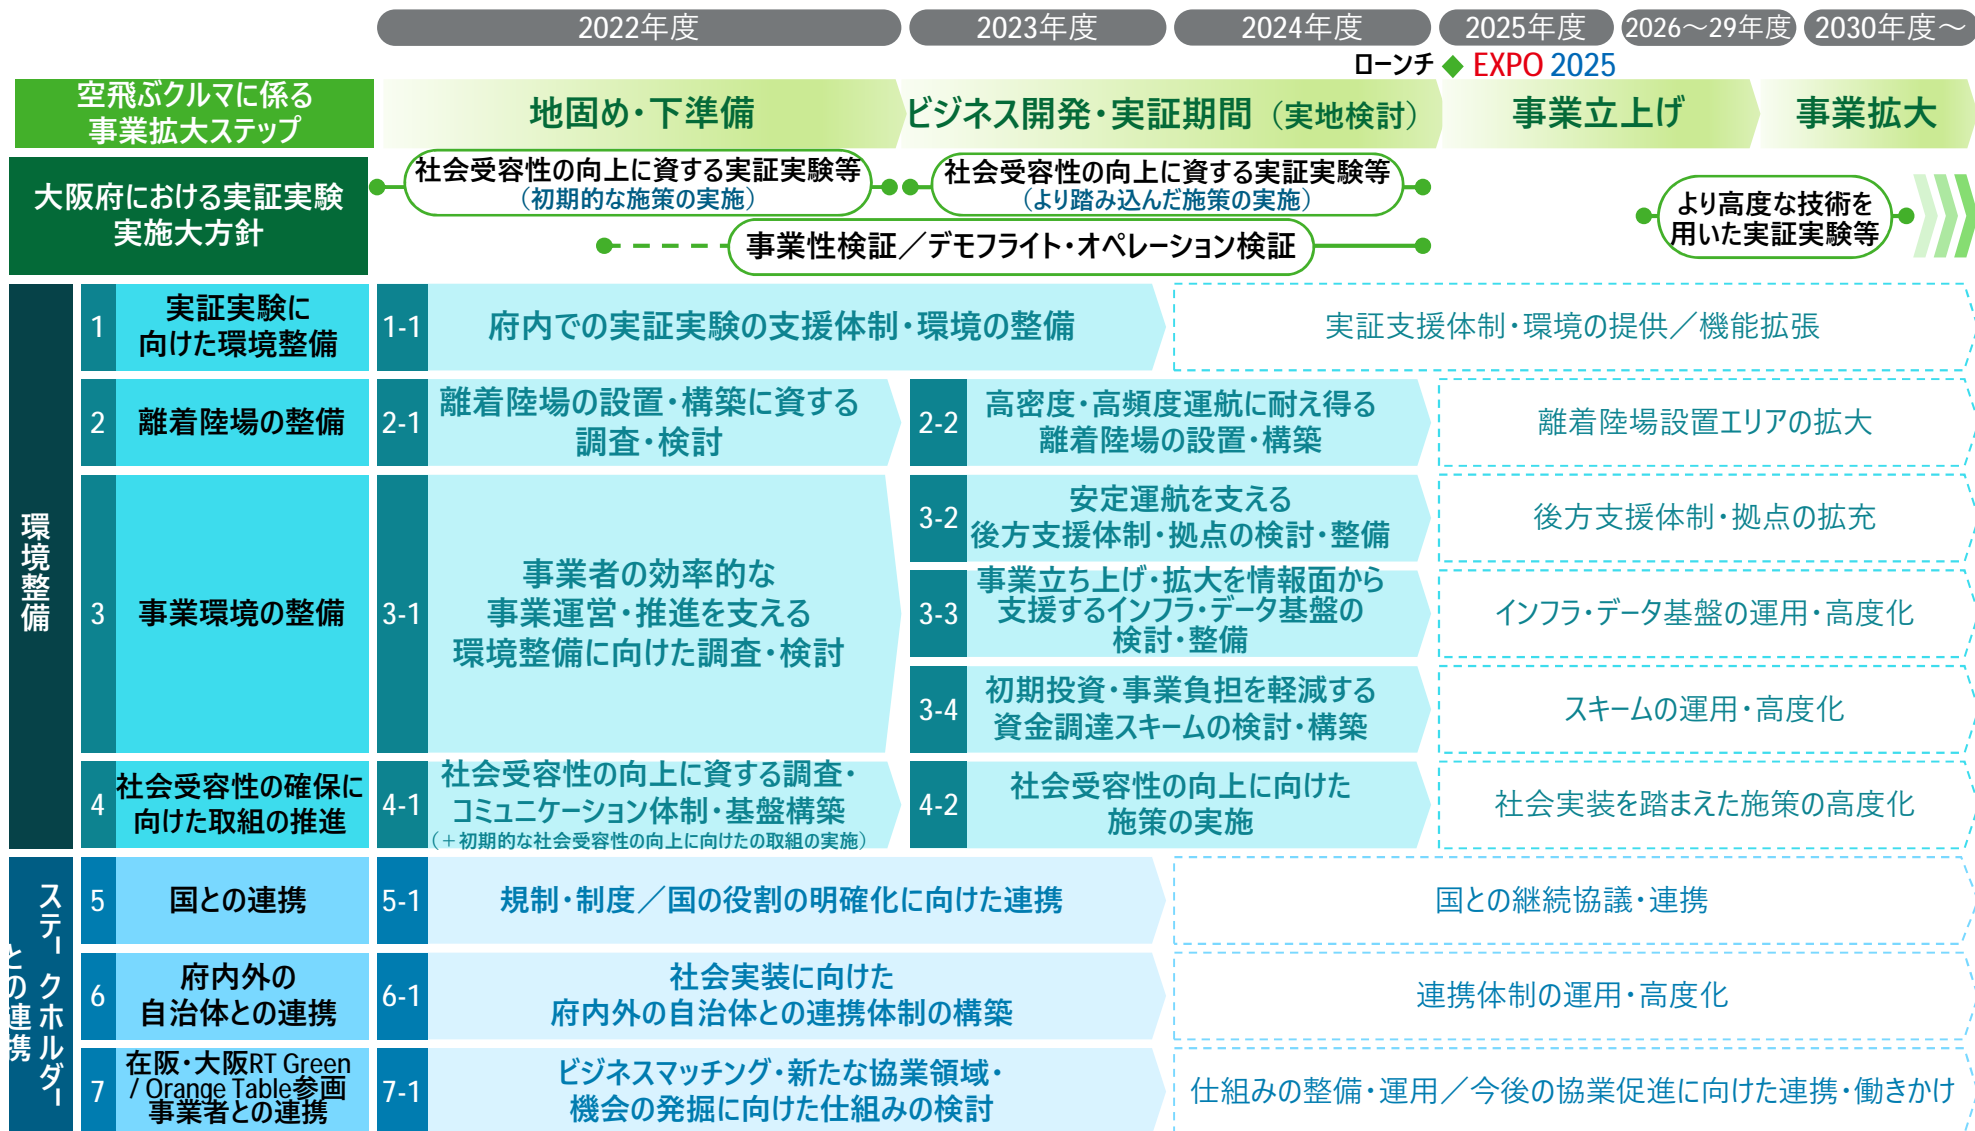 2022年度
2023年度
2024年度
2025年度
2026～29年度
2030年度～
ローンチ◆EXPO 2025
空飛ぶクルマに係る
事業拡大ステップ
地固め・下準備
ビジネス開発・実証期間（実地検討）
事業立上げ
事業拡大
大阪府における実証実験
実施大方針
社会受容性の向上に資する実証実験等
（初期的な施策の実施）
社会受容性の向上に資する実証実験等
（より踏み込んだ施策の実施）
事業性検証／デモフライト・オペレーション検証
より高度な技術を
用いた実証実験等
環境整備
1
実証実験に
向けた環境整備
1-1
府内での実証実験の支援体制・環境の整備
実証支援体制・環境の提供／機能拡張
2
離着陸場の整備
2-1
離着陸場の設置・構築に資する
調査・検討
2-2
高密度・高頻度運航に耐え得る
離着陸場の設置・構築
離着陸場設置エリアの拡大
3
事業環境の整備
3-1
事業者の効率的な
事業運営・推進を支える
環境整備に向けた調査・検討
3-2
安定運航を支える
後方支援体制・拠点の検討・整備
後方支援体制・拠点の拡充
3-3
事業立ち上げ・拡大を情報面から
支援するインフラ・データ基盤の
検討・整備
インフラ・データ基盤の運用・高度化
3-4
初期投資・事業負担を軽減する
資金調達スキームの検討・構築
スキームの運用・高度化
4
社会受容性の確保に
向けた取組の推進
4-1
社会受容性の向上に資する調査・
コミュニケーション体制・基盤構築
（＋初期的な社会受容性の向上に向けたの取組の実施）
4-2
社会受容性の向上に向けた
施策の実施
社会実装を踏まえた施策の高度化
ステークホルダー
との連携
5
国との連携
5-1
規制・制度／国の役割の明確化に向けた連携
国との継続協議・連携
6
府内外の
自治体との連携
6-1
社会実装に向けた
府内外の自治体との連携体制の構築
連携体制の運用・高度化
7
在阪・大阪RT Green
/ Orange Table参画
事業者との連携
7-1
ビジネスマッチング・新たな協業領域・
機会の発掘に向けた仕組みの検討
仕組みの整備・運用／今後の協業促進に向けた連携・働きかけ